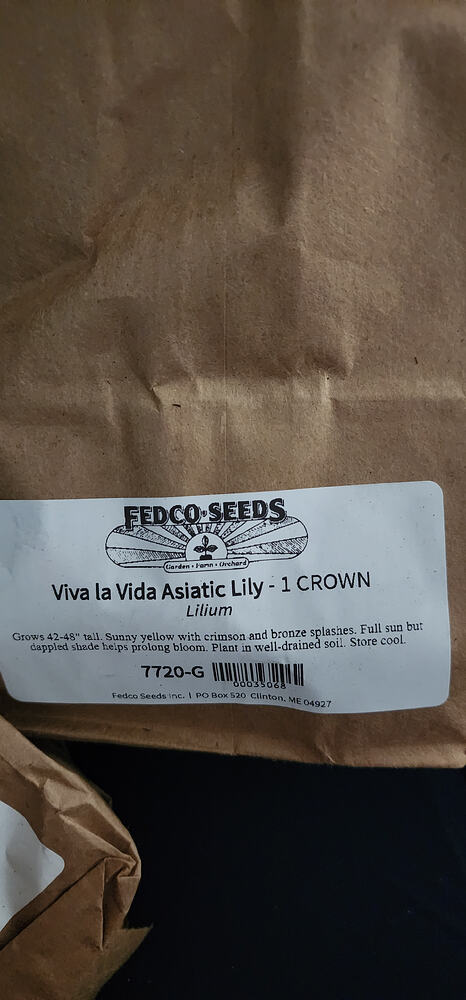 FEDCO·SEEDS
Garden • Farm • Orchard
Viva la Vida Asiatic Lily - 1 CROWN
Lilium
Grows 42-48" tall. Sunny yellow with crimson and bronze splashes. Full sun but
dappled shade helps prolong bloom. Plant in well-drained soil. Store cool.
7720-G
00035068
Fedco Seeds Inc. | PO Box 520 Clinton, ME 04927